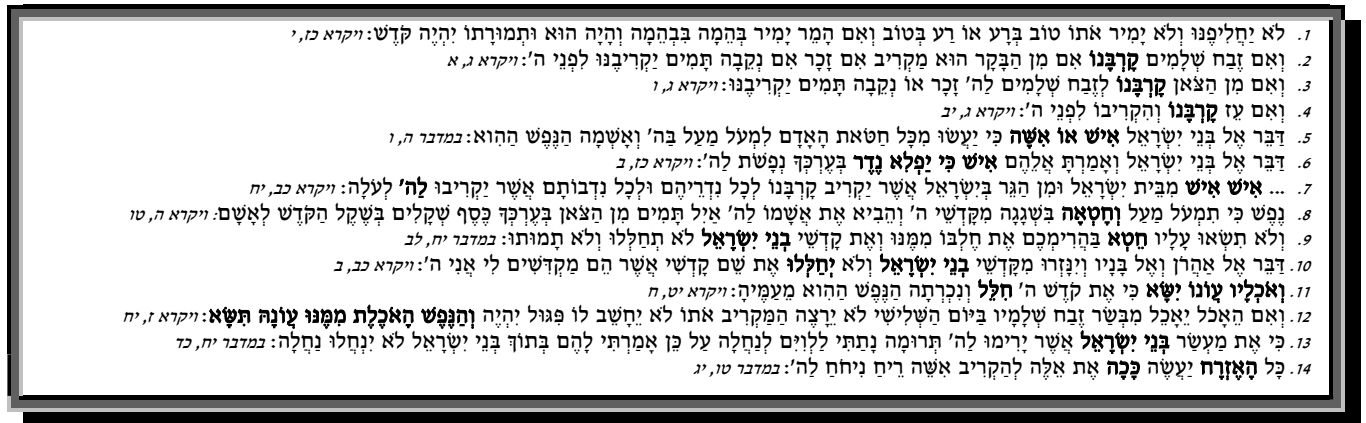 1. לֹא יַחֲלִיפֶנּוּ וְלֹא יָמִיר אֹתוֹ טוֹב בְּרָע אוֹ רַע בְּטוֹב וְאִם הָמֵר יָמִיר בְּהֵמָה בִּבְהֵמָה וְהָיָה הוּא וּתְמוּרָתוֹ יִהְיֶה קֹּדֶשׁ: ויקרא כז, י
2. וְאִם זֶבַח שְׁלָמִים קָרְבָּנוֹ אִם מִן הַבָּקָר הוּא מַקְרִיב אִם זָכָר אִם נְקֵבָה תָּמִים יַקְרִיבֶנּוּ לִפְנֵי ה': ויקרא ג, א
3. וְאִם מִן הַצֹּאן קָרְבָּנוֹ לְזֶבַח שְׁלָמִים לַה' זָכָר אוֹ נְקֵבָה תָּמִים יַקְרִיבֶנּוּ: ויקרא ג, ו
4. וְאִם עֵז קָרְבָּנוֹ וְהִקְרִיבוֹ לִפְנֵי ה': ויקרא ג, יב
5. דַּבֵּר אֶל בְּנֵי יִשְׂרָאֵל אִישׁ אוֹ אִשָּׁה כִּי יַעֲשׂוּ מִכָּל חַטֹּאת הָאָדָם לִמְעֹל מַעַל בַּה' וְאָשְׁמָה הַנֶּפֶשׁ הַהִוא: במדבר ה, ו
6. דַּבֵּר אֶל בְּנֵי יִשְׂרָאֵל וְאָמַרְתָּ אֲלֵהֶם אִישׁ כִּי יַפְלִא נֶדֶר בְּעֶרְכְּךָ נְפָשֹׁת לַה': ויקרא כז, ב
7. ... אִישׁ אִישׁ מִבֵּית יִשְׂרָאֵל וּמִן הַגֵּר בְּיִשְׂרָאֵל אֲשֶׁר יַקְרִיב קָרְבָּנוֹ לְכָל נִדְרֵיהֶם וּלְכָל נִדְבוֹתָם אֲשֶׁר יַקְרִיבוּ לַה' לְעֹלָה: ויקרא כב, יח
8. נֶפֶשׁ כִּי תִמְעֹל מַעַל וְחָטְאָה בִּשְׁגָגָה מִקָּדְשֵׁי ה' וְהֵבִיא אֶת אֲשָׁמוֹ לַה' אַיִל תָּמִים מִן הַצֹּאן בְּעֶרְכְּךָ כֶּסֶף שְׁקָלִים בְּשֶׁקֶל הַקֹּדֶשׁ לְאָשָׁם: ויקרא ה, טו
9. וְלֹא תִשְׂאוּ עָלָיו חֵטְא בַּהֲרִימְכֶם אֶת חֶלְבּוֹ מִמֶּנּוּ וְאֶת קָדְשֵׁי בְנֵי יִשְׂרָאֵל לֹא תְחַלְּלוּ וְלֹא תָמוּתוּ: במדבר יח, לב
10. דַּבֵּר אֶל אַהֲרֹן וְאֶל בָּנָיו וְיִנָּזְרוּ מִקָּדְשֵׁי בְנֵי יִשְׂרָאֵל וְלֹא יְחַלְּלוּ אֶת שֵׁם קָדְשִׁי אֲשֶׁר הֵם מַקְדִּשִׁים לִי אֲנִי ה': ויקרא כב, ב
11. וְאֹכְלָיו עֲוֹנוֹ יִשָּׂא כִּי אֶת קֹדֶשׁ ה' חִלֵּל וְנִכְרְתָה הַנֶּפֶשׁ הַהִוא מֵעַמֶּיהָ: ויקרא יט, ח
12. וְאִם הֵאָכֹל יֵאָכֵל מִבְּשַׂר זֶבַח שְׁלָמָיו בַּיּוֹם הַשְּׁלִישִׁי לֹא יֵרָצֶה הַמַּקְרִיב אֹתוֹ לֹא יֵחָשֵׁב לוֹ פִּגּוּל יִהְיֶה וְהַנֶּפֶשׁ הָאֹכֶלֶת מִמֶּנּוּ עֲוֹנָהּ תִּשָּׂא: ויקרא ז, יח
13. כִּי אֶת מַעְשַׂר בְּנֵי יִשְׂרָאֵל אֲשֶׁר יָרִימוּ לַה' תְּרוּמָה נָתַתִּי לַלְוִיִּם לְנַחֲלָה עַל כֵּן אָמַרְתִּי לָהֶם בְּתוֹךְ בְּנֵי יִשְׂרָאֵל לֹא יִנְחֲלוּ נַחֲלָה: במדבר יח, כד
14. כָּל הָאֶזְרָח יַעֲשֶׂה כָּכָה אֶת אֵלֶּה לְהַקְרִיב אִשֵּׁה רֵיחַ נִיחֹחַ לַה': במדבר טו, יג